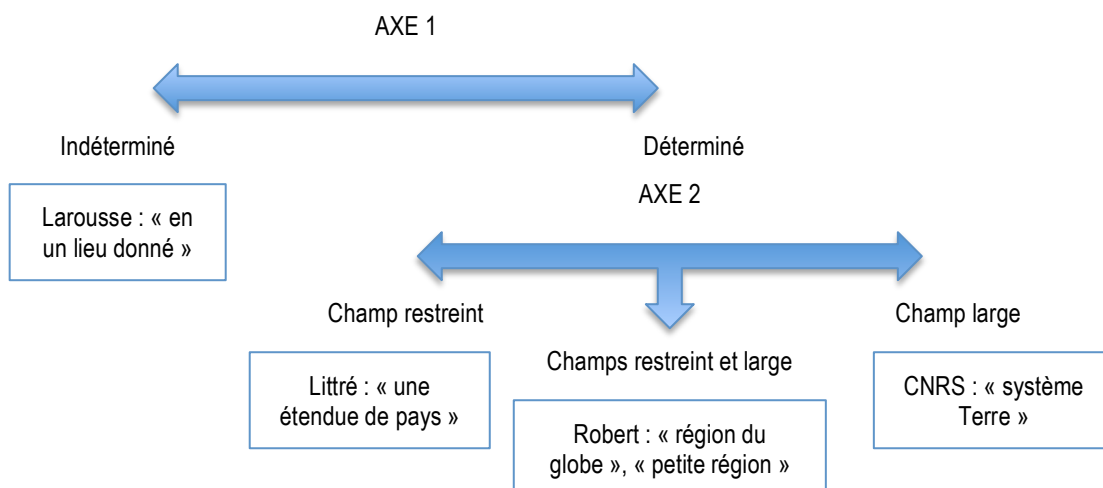 AXE 1
Indéterminé
Déterminé
Larousse : « en
un lieu donné »
AXE 2
Champ restreint
Champ large
Littré : « une
étendue de pays »
Champs restreint et large
Robert : « région du
globe », « petite région »
CNRS : « système
Terre »